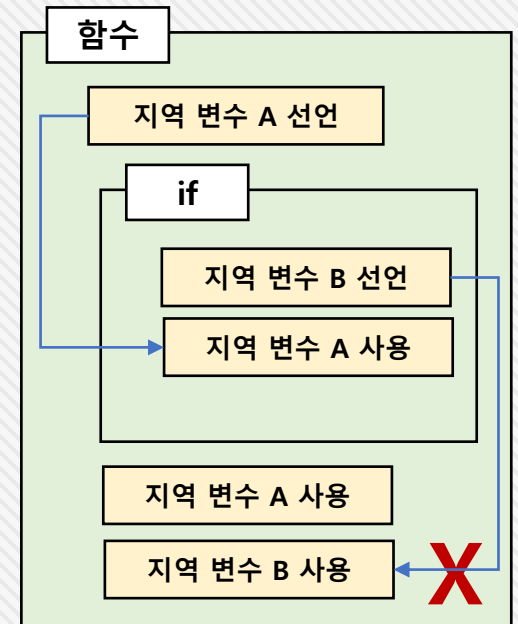 함수
지역 변수 A 선언
if
지역 변수 B 선언
지역 변수 A 사용
지역 변수 A 사용
지역 변수 B 사용
X